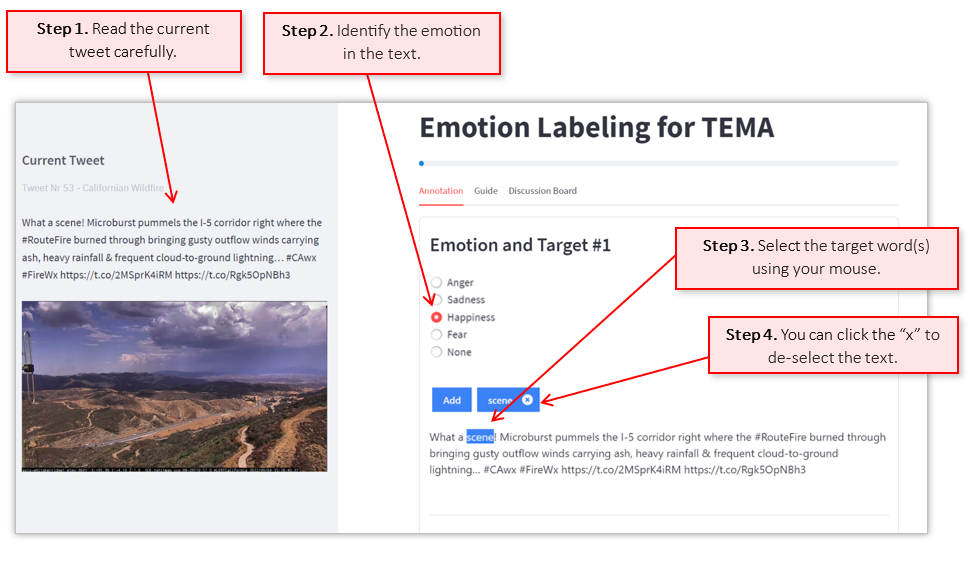 Step 1. Read the current
tweet carefully.
Step 2. Identify the emotion
in the text.
Current Tweet
Tweet Nr 53 - Californian Wildfire
What a scene! Microburst pummels the I-5 corridor right where the
#RouteFire burned through bringing gusty outflow winds carrying
ash, heavy rainfall & frequent cloud-to-ground lightning... #CAwx
#FireWx https://t.co/2MSprK4iRM https://t.co/Rgk5OpNBh3
Emotion Labeling for TEMA
Annotation Guide Discussion Board
Emotion and Target #1
Anger
Sadness
Happiness
Fear
None
Step 3. Select the target word(s)
using your mouse.
Step 4. You can click the “x” to
de-select the text.
Add scene
What a scene! Microburst pummels the I-5 corridor right where the #RouteFire burned through
bringing gusty outflow winds carrying ash, heavy rainfall & frequent cloud-to-ground
lightning... #CAwx #FireWx https://t.co/2MSprK4iRM https://t.co/Rgk5OpNBh3